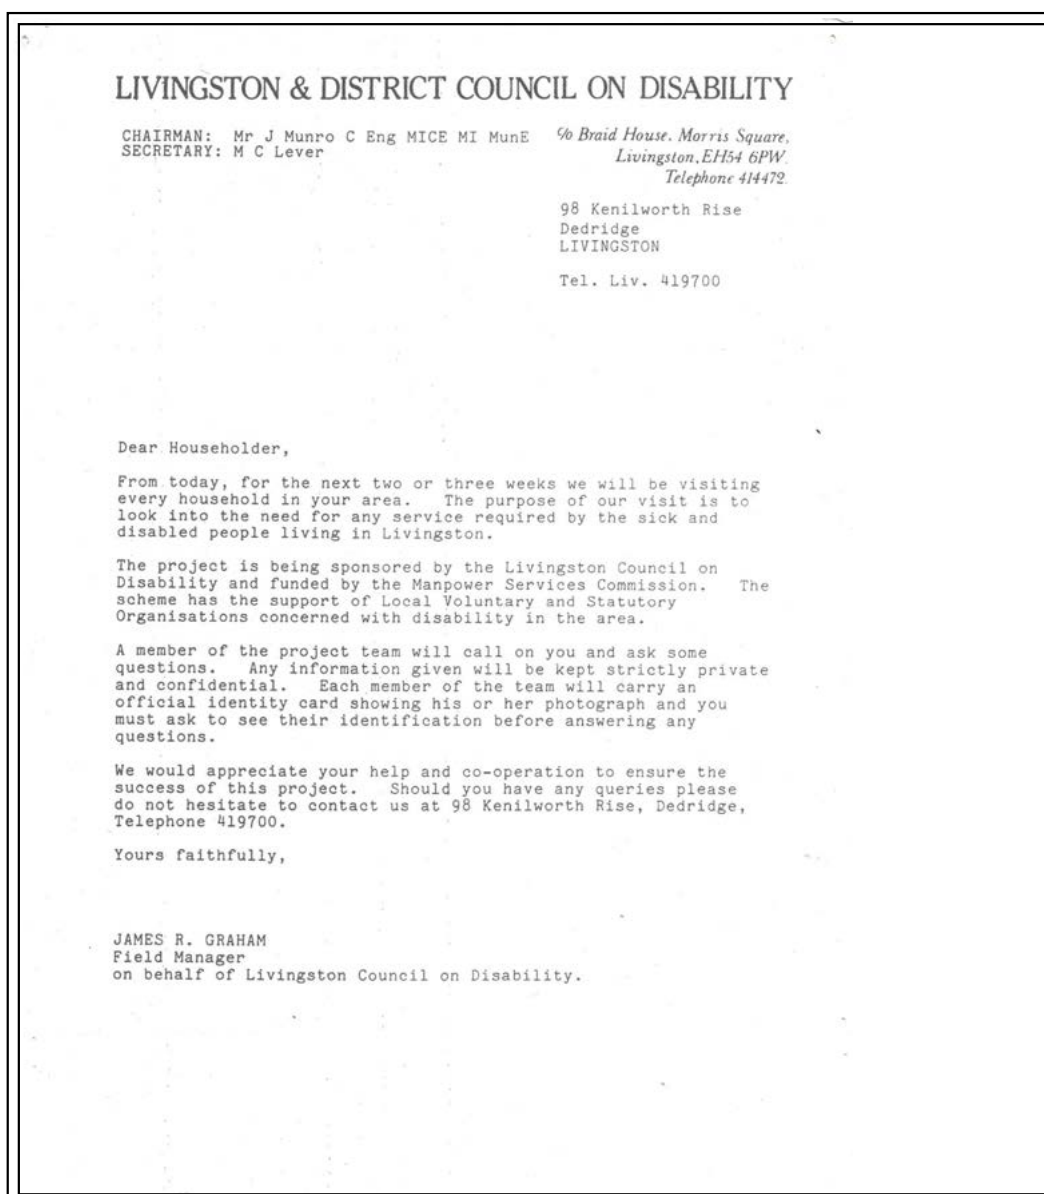 LIVINGSTON & DISTRICT COUNCIL ON DISABILITY
CHAIRMAN: Mr J Munro C Eng MICE MI MunE
SECRETARY: M C Lever
c/o Braid House. Morris Square,
Livingston, EH54 6PW.
Telephone 414472.
98 Kenilworth Rise
Dedridge
LIVINGSTON
Tel. Liv. 419700
Dear Householder,
From today, for the next two or three weeks we will be visiting
every household in your area. The purpose of our visit is to
look into the need for any service required by the sick and
disabled people living in Livingston.
The project is being sponsored by the Livingston Council on
Disability and funded by the Manpower Services Commission. The
scheme has the support of Local Voluntary and Statutory
Organisations concerned with disability in the area.
A member of the project team will call on you and ask some
questions. Any information given will be kept strictly private
and confidential. Each member of the team will carry an
official identity card showing his or her photograph and you
must ask to see their identification before answering any
questions.
We would appreciate your help and co-operation to ensure the
success of this project. Should you have any queries please
do not hesitate to contact us at 98 Kenilworth Rise, Dedridge,
Telephone 419700.
Yours faithfully,
JAMES R. GRAHAM
Field Manager
on behalf of Livingston Council on Disability.